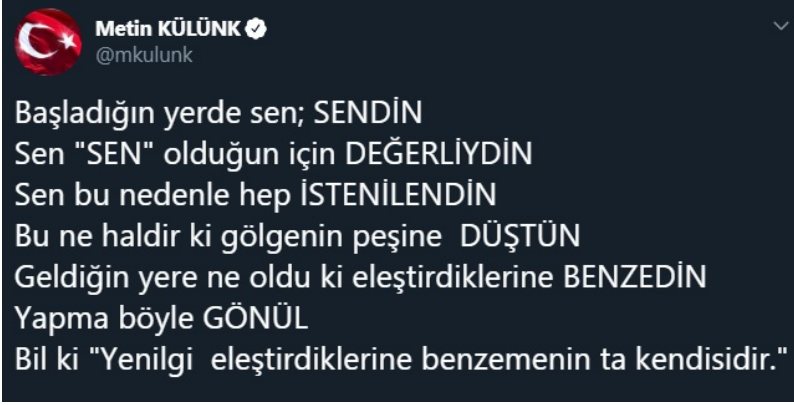 Metin KÜLÜNK
@mkulunk
Başladığın yerde sen; SENDİN
Sen "SEN" olduğun için DEĞERLİYDİN
Sen bu nedenle hep İSTENİLENDİN
Bu ne haldir ki gölgenin peşine  DÜŞTÜN
Geldiğin yere ne oldu ki eleştirdiklerine BENZEDİN
Yapma böyle GÖNÜL
Bil ki "Yenilgi  eleştirdiklerine benzemenin ta kendisidir."